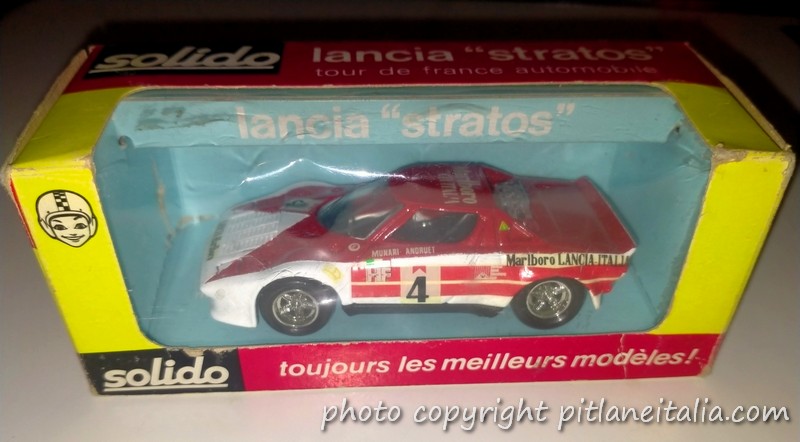 solido
lancia "stratos"
tour de france automobile
lancia "stratos"
MUNARI ANDRUET
Marlboro LANCIA-ITALI
4
solido
toujours les meilleurs modèles!
photo copyright pitlaneitalia.com